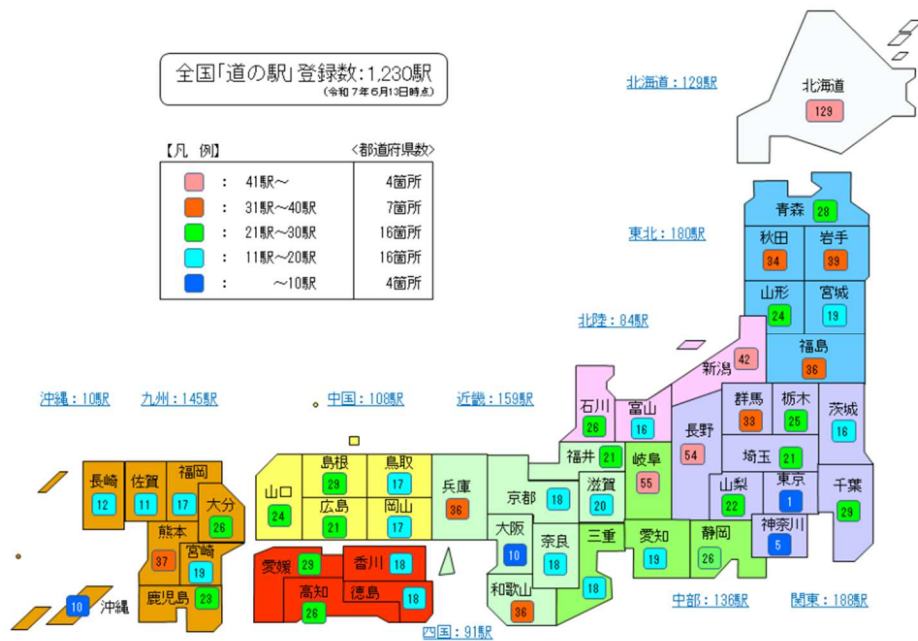 全国「道の駅」登録数:1,230駅
(令和7年6月13日時点)
【凡 例】 <都道府県数>
: 41駅~ 4箇所
: 31駅~40駅 7箇所
: 21駅~30駅 16箇所
: 11駅~20駅 16箇所
: ~10駅 4箇所
北海道:129駅
北海道
129
東北:180駅
青森 28
秋田 岩手
34 39
山形 宮城
24 19
福島
36
北陸:84駅
新潟 42
石川 富山
26 16
関東:188駅
群馬 栃木 茨城
33 25 16
長野 埼玉 21
54
山梨 東京 千葉
22 1 29
神奈川
5
中部:136駅
福井 21
岐阜
55
愛知 静岡
19 26
三重
18
近畿:159駅
兵庫 京都 18 滋賀
36 20
大阪 奈良
10 18
和歌山
36
中国:108駅
島根 鳥取
29 17
山口 広島 岡山
24 21 17
四国:91駅
愛媛 29 香川 18
高知 徳島 18
26
九州:145駅
長崎 佐賀 福岡 大分
12 11 17 26
熊本
37 宮崎
19
鹿児島 23
沖縄:10駅
10 沖縄